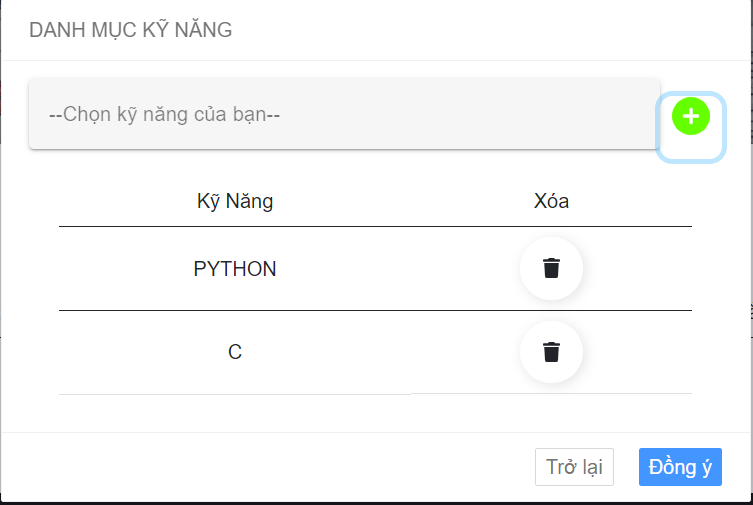 DANH MỤC KỸ NĂNG
--Chọn kỹ năng của bạn--
Kỹ Năng Xóa
PYTHON
C
Trở lại Đồng ý